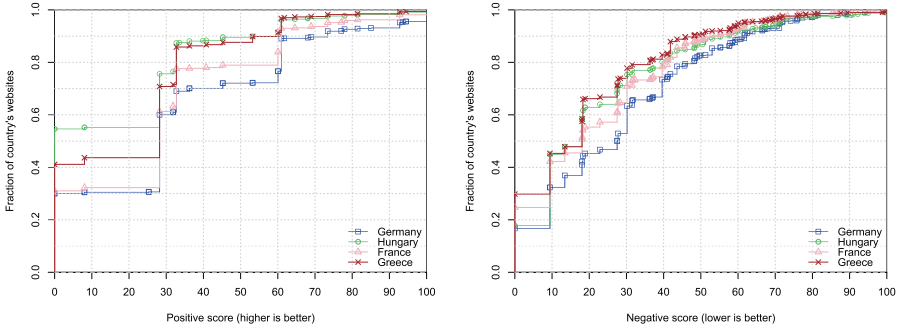 Fraction of country's websites
1.0
0.8
0.6
0.4
0.2
0.0
0 10 20 30 40 50 60 70 80 90 100
Positive score (higher is better)
Germany
Hungary
France
Greece
Fraction of country's websites
1.0
0.8
0.6
0.4
0.2
0.0
0 10 20 30 40 50 60 70 80 90 100
Negative score (lower is better)
Germany
Hungary
France
Greece